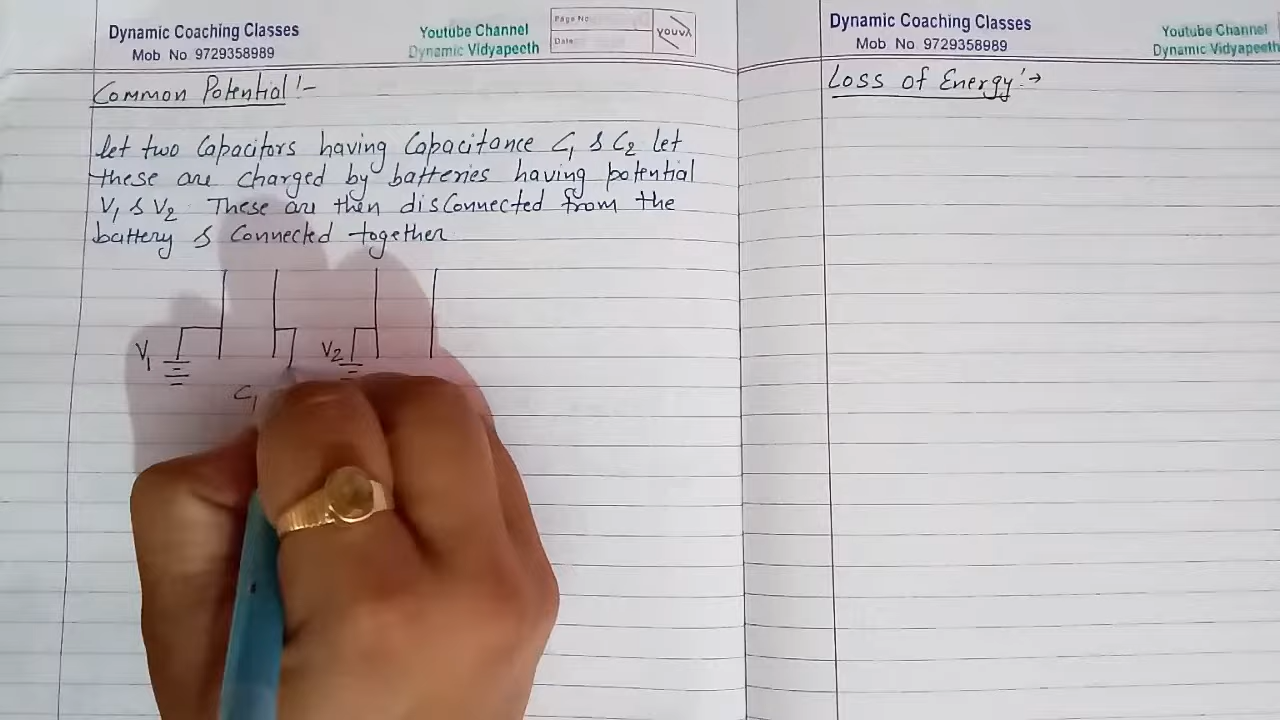 Dynamic Coaching Classes
Mob No 9729358989
Youtube Channel
Dynamic Vidyapeeth
Page No
Date
YOUVA
Common Potential :-
Let two Capacitors having Capacitance C₁ & C₂ Let
these are charged by batteries having potential
V₁ & V₂. These are then disconnected from the
battery & Connected together
V₁
V₂
C₁
Dynamic Coaching Classes
Mob No 9729358989
Youtube Channel
Dynamic Vidyapeeth
Loss of Energy :→